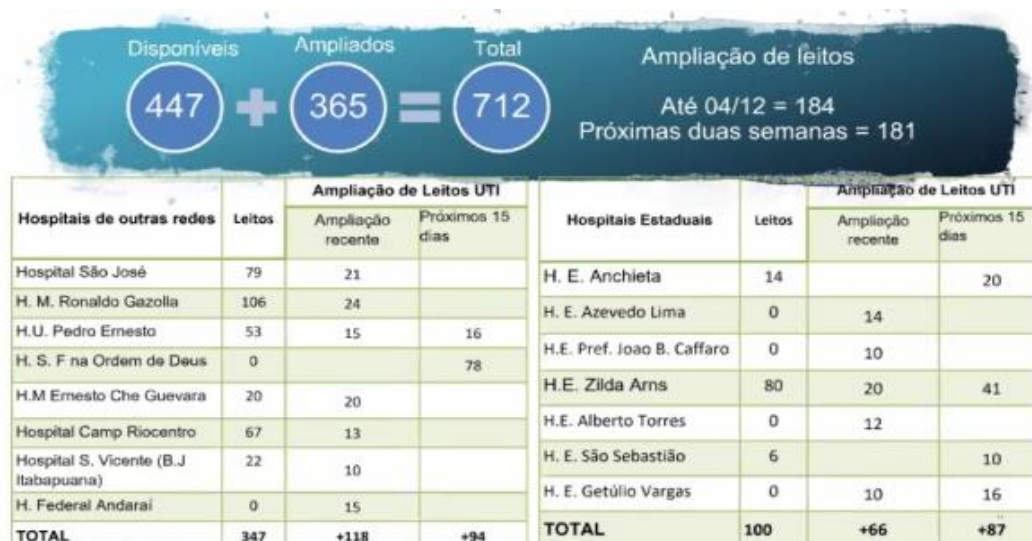 Disponíveis Ampliados Total
447 + 365 = 712
Ampliação de leitos
Até 04/12 = 184
Próximas duas semanas = 181
Hospitais de outras redes Leitos Ampliação de Leitos UTI
Ampliação recente Próximos 15 dias
Hospital São José 79 21
H. M. Ronaldo Gazolla 106 24
H.U. Pedro Ernesto 53 15 16
H. S. F na Ordem de Deus 0 78
H.M Ernesto Che Guevara 20 20
Hospital Camp Riocentro 67 13
Hospital S. Vicente (B.J
Itabapuana) 22 10
H. Federal Andaraí 0 15
TOTAL 347 +118 +94
Hospitais Estaduais Leitos Ampliação de Leitos UTI
Ampliação recente Próximos 15 dias
H. E. Anchieta 14 20
H. E. Azevedo Lima 0 14
H.E. Pref. Joao B. Caffaro 0 10
H.E. Zilda Arns 80 20 41
H.E. Alberto Torres 0 12
H. E. São Sebastião 6 10
H. E. Getúlio Vargas 0 10 16
TOTAL 100 +66 +87